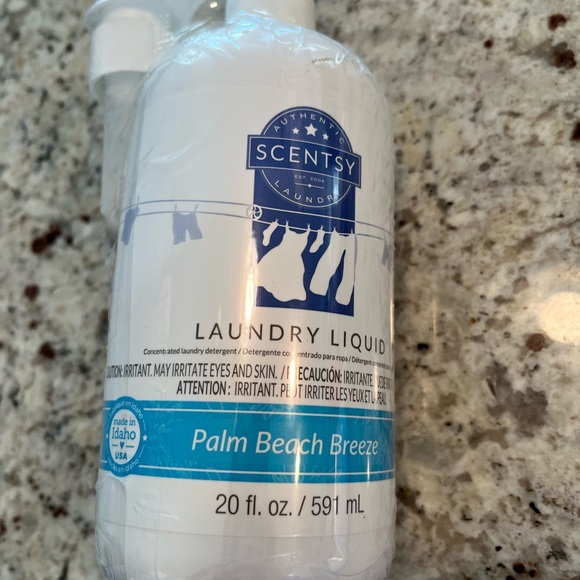 AUTHENTIC
SCENTSY
EST. 2004
LAUNDRY
LAUNDRY LIQUID
Concentrated laundry detergent / Detergente concentrado para ropa / Détergent
CAUTION: IRRITANT. MAY IRRITATE EYES AND SKIN. / PRECAUCIÓN: IRRITANTE.
ATTENTION : IRRITANT. PEUT IRRITER LES YEUX ET LA PEAU.
made in
Idaho
USA
Palm Beach Breeze
20 fl. oz. / 591 mL